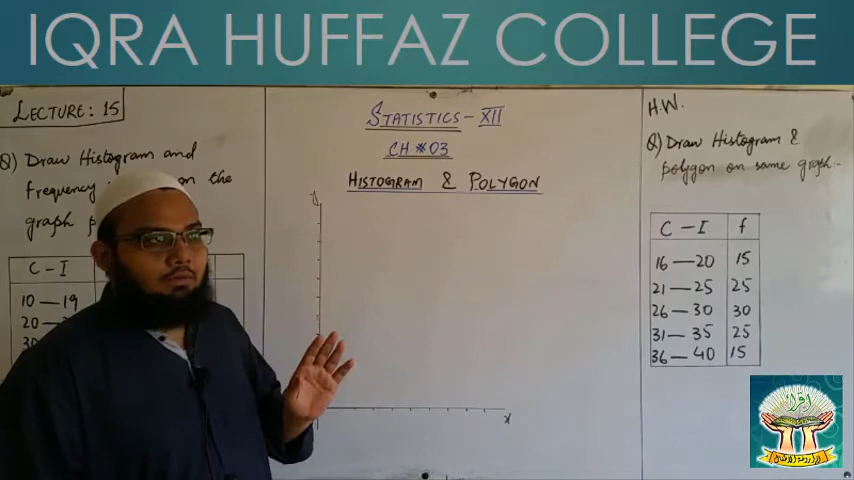 IQRA HUFFAZ COLLEGE
LECTURE: 15
Q) Draw Histogram and
Frequency on the
graph
C - I
10 — 19
20 —
30
STATISTICS - XII
CH # 03
HISTOGRAM & POLYGON
y
x
H.W.
Q) Draw Histogram &
polygon on same graph.
C - I f
16 — 20 15
21 — 25 25
26 — 30 30
31 — 35 25
36 — 40 15